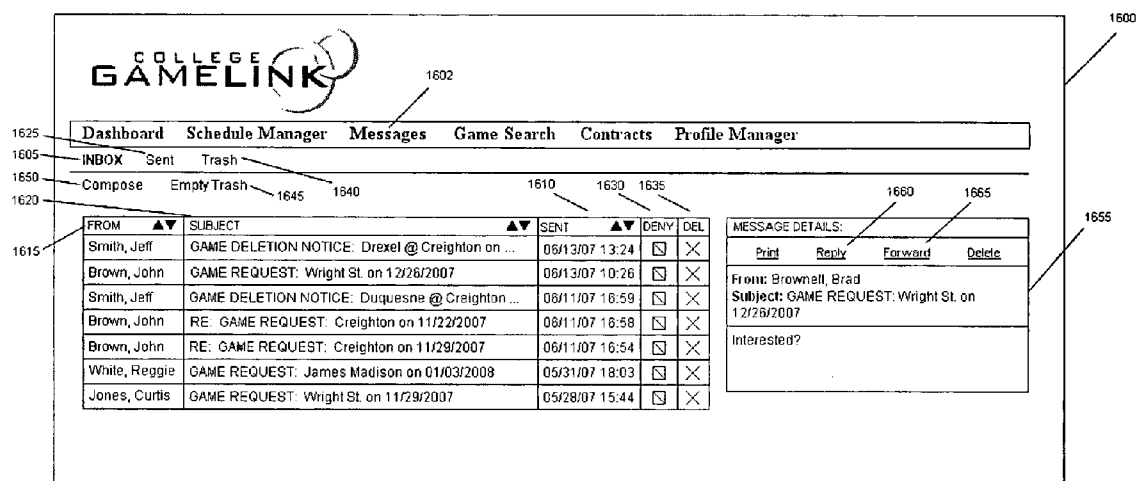 1600
COLLEGE
GAMELINK
1602
Dashboard Schedule Manager Messages Game Search Contracts Profile Manager
1625
1605
INBOX Sent Trash
1650
Compose Empty Trash
1645
1640
1610
1630
1635
1660
1665
1620
1655
1615
FROM ▲▼ SUBJECT ▲▼ SENT ▲▼ DENY DEL
Smith, Jeff GAME DELETION NOTICE: Drexel @ Creighton on ... 06/13/07 13:24
Brown, John GAME REQUEST: Wright St. on 12/26/2007 06/13/07 10:26
Smith, Jeff GAME DELETION NOTICE: Duquesne @ Creighton ... 06/11/07 16:59
Brown, John RE: GAME REQUEST: Creighton on 11/22/2007 06/11/07 16:58
Brown, John RE: GAME REQUEST: Creighton on 11/29/2007 06/11/07 16:54
White, Reggie GAME REQUEST: James Madison on 01/03/2008 05/31/07 18:03
Jones, Curtis GAME REQUEST: Wright St. on 11/29/2007 05/28/07 15:44
MESSAGE DETAILS:
Print Reply Forward Delete
From: Brownell, Brad
Subject: GAME REQUEST: Wright St. on
12/26/2007
Interested?